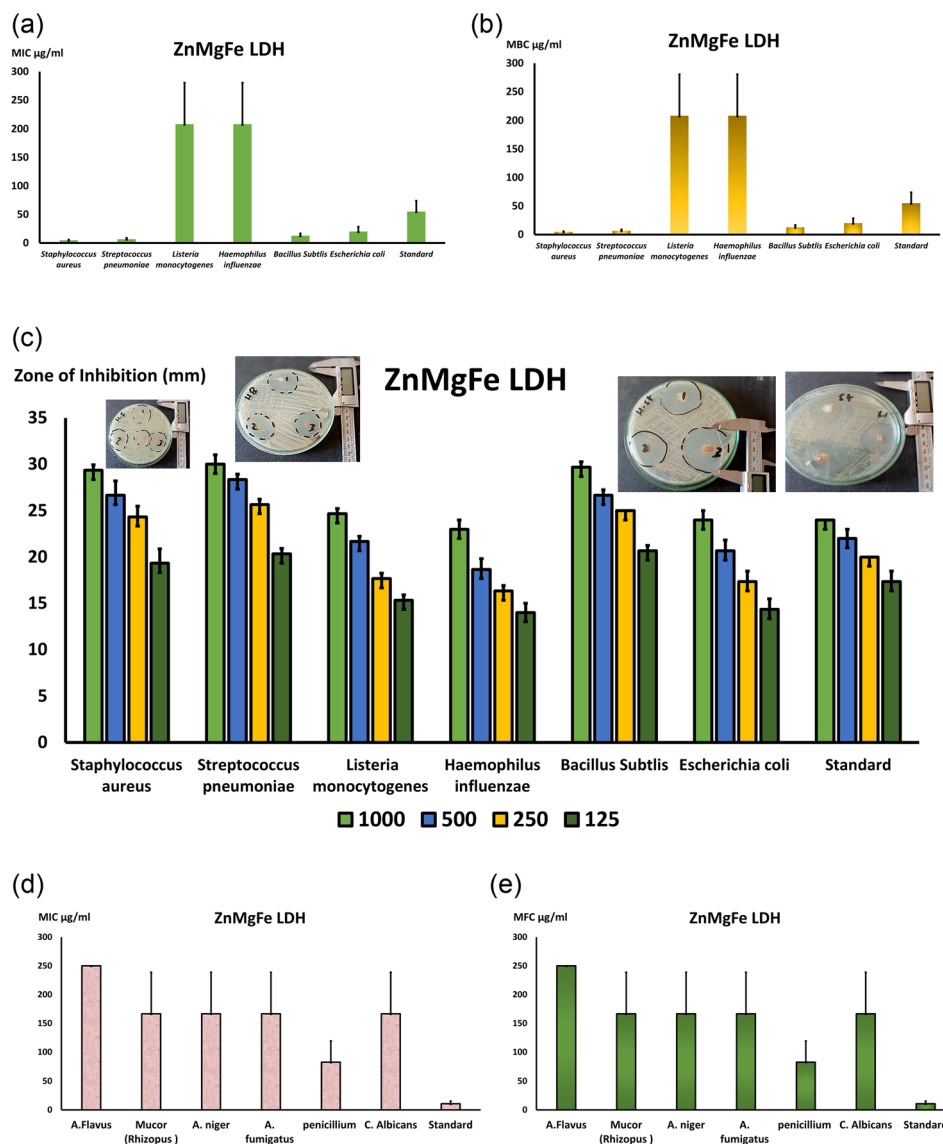 (a)
MIC µg/ml
ZnMgFe LDH
300
250
200
150
100
50
0
Staphylococcus
aureus
Streptococcus
pneumoniae
Listeria
monocytogenes
Haemophilus
influenzae
Bacillus Subtlis
Escherichia coli
Standard
(b)
MBC µg/ml
ZnMgFe LDH
300
250
200
150
100
50
0
Staphylococcus
aureus
Streptococcus
pneumoniae
Listeria
monocytogenes
Haemophilus
influenzae
Bacillus Subtlis
Escherichia coli
Standard
(c)
Zone of Inhibition (mm)
ZnMgFe LDH
35
30
25
20
15
10
5
0
Staphylococcus
aureus
Streptococcus
pneumoniae
Listeria
monocytogenes
Haemophilus
influenzae
Bacillus Subtlis
Escherichia coli
Standard
1000 500 250 125
(d)
MIC µg/ml
ZnMgFe LDH
300
250
200
150
100
50
0
A.Flavus
Mucor
(Rhizopus )
A. niger
A.
fumigatus
penicillium
C. Albicans
Standard
(e)
MFC µg/ml
ZnMgFe LDH
300
250
200
150
100
50
0
A.Flavus
Mucor
(Rhizopus )
A. niger
A.
fumigatus
penicillium
C. Albicans
Standard